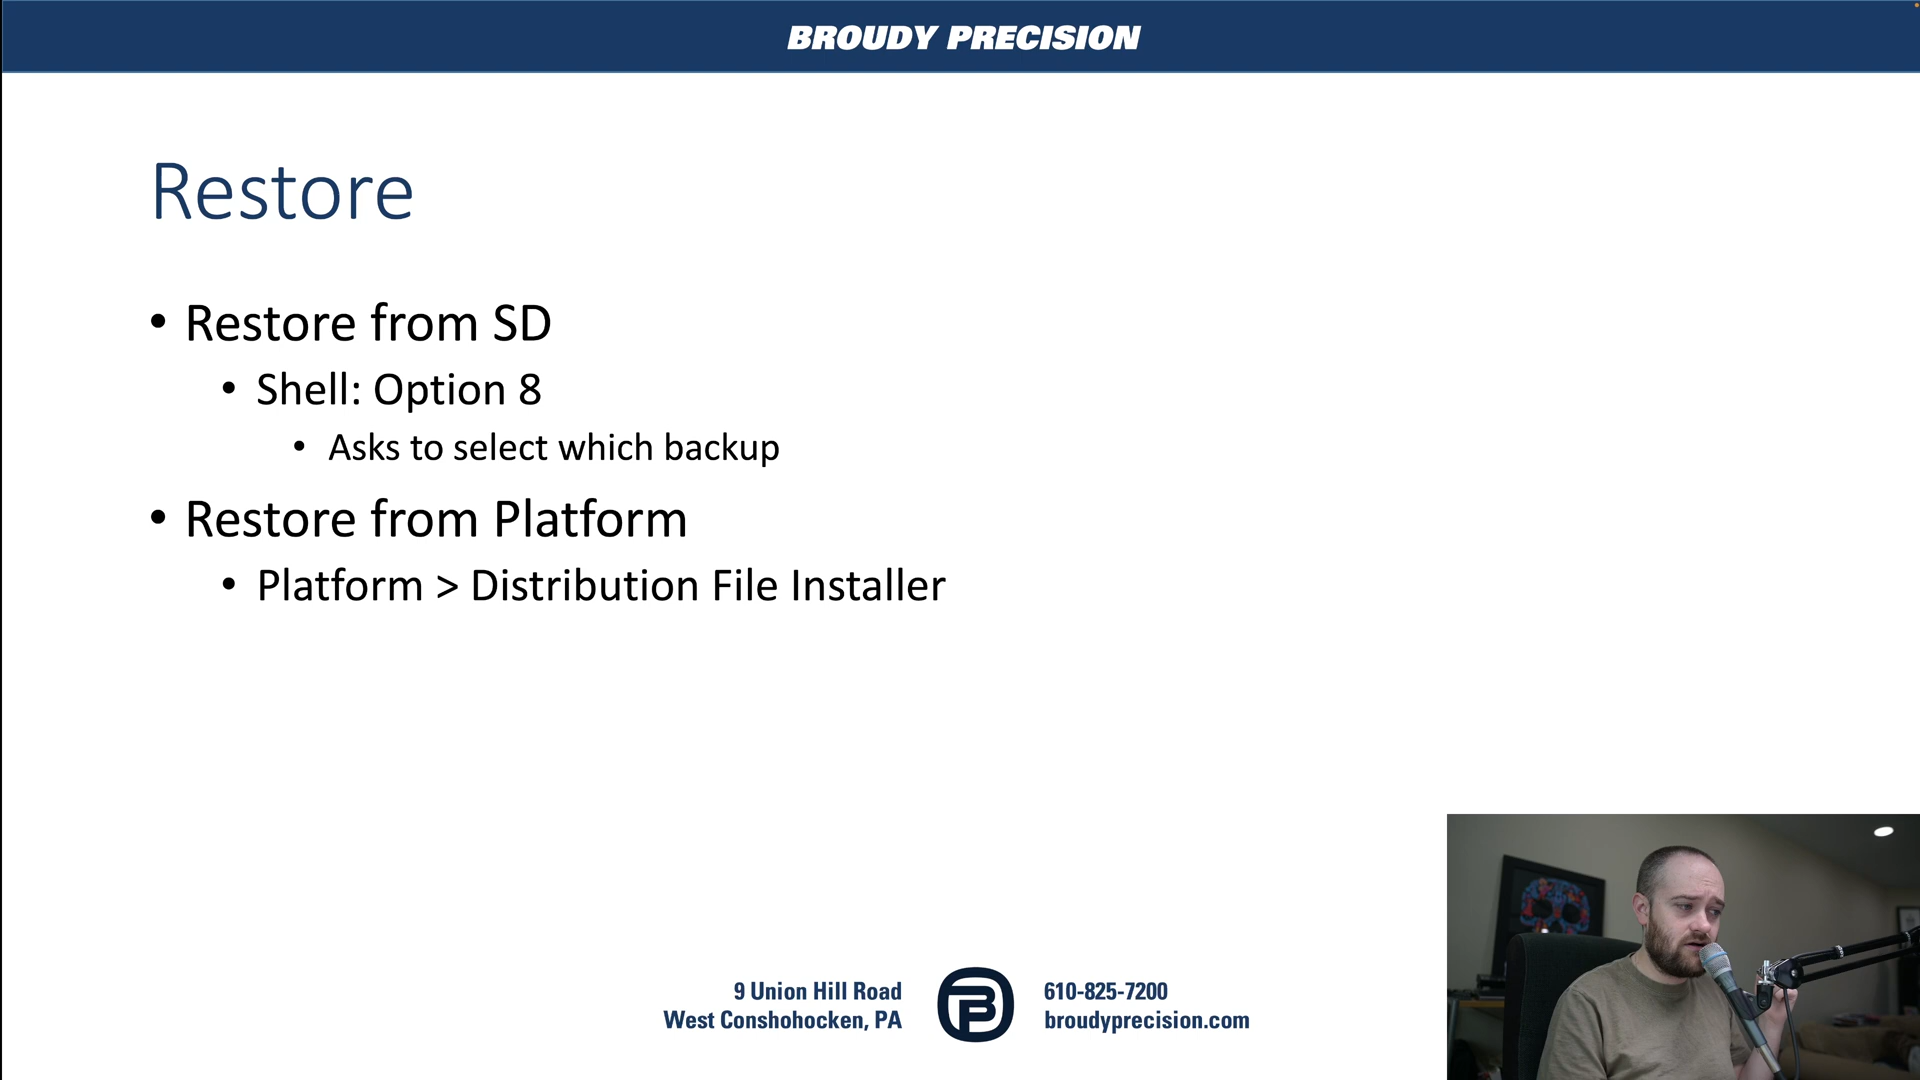 BROUDY PRECISION
Restore
• Restore from SD
• Shell: Option 8
• Asks to select which backup
• Restore from Platform
• Platform > Distribution File Installer
9 Union Hill Road
West Conshohocken, PA
610-825-7200
broudyprecision.com